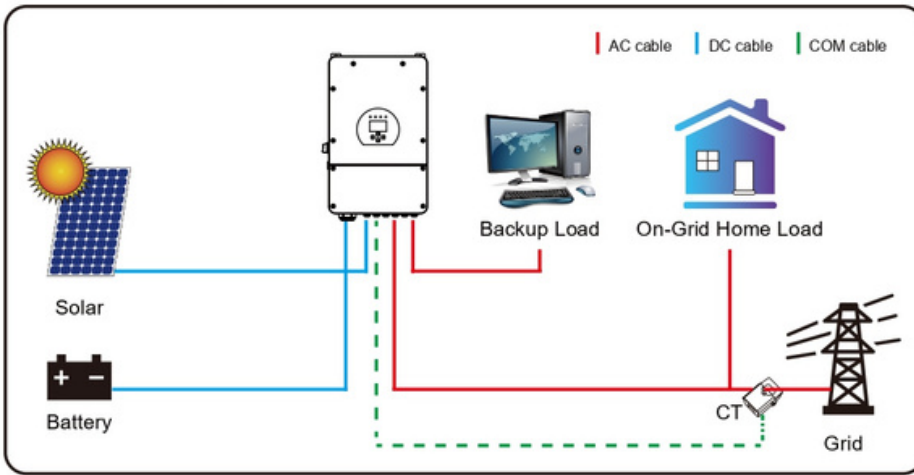 AC cable
DC cable
COM cable
Backup Load
On-Grid Home Load
Solar
+ −
Battery
CT
Grid